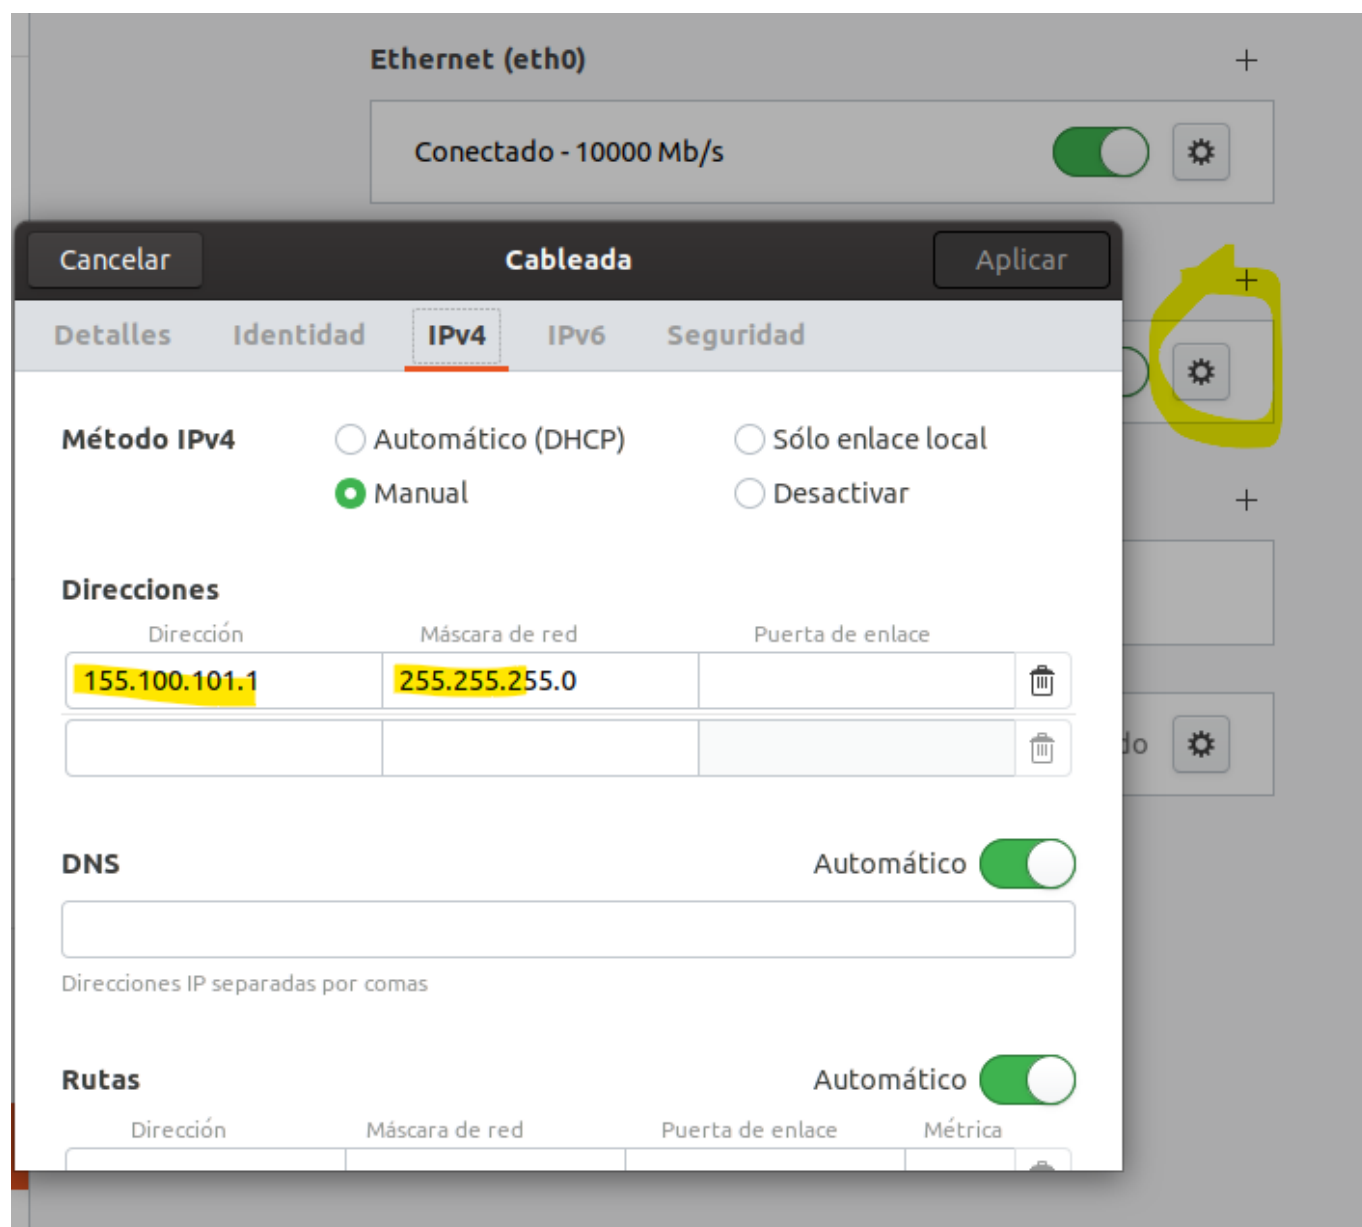 Ethernet (eth0)
Conectado - 10000 Mb/s
Cancelar Cableada Aplicar
Detalles Identidad IPv4 IPv6 Seguridad
Método IPv4 Automático (DHCP) Sólo enlace local
Manual Desactivar
Direcciones
Dirección Máscara de red Puerta de enlace
155.100.101.1 255.255.255.0
do
DNS Automático
Direcciones IP separadas por comas
Rutas Automático
Dirección Máscara de red Puerta de enlace Métrica